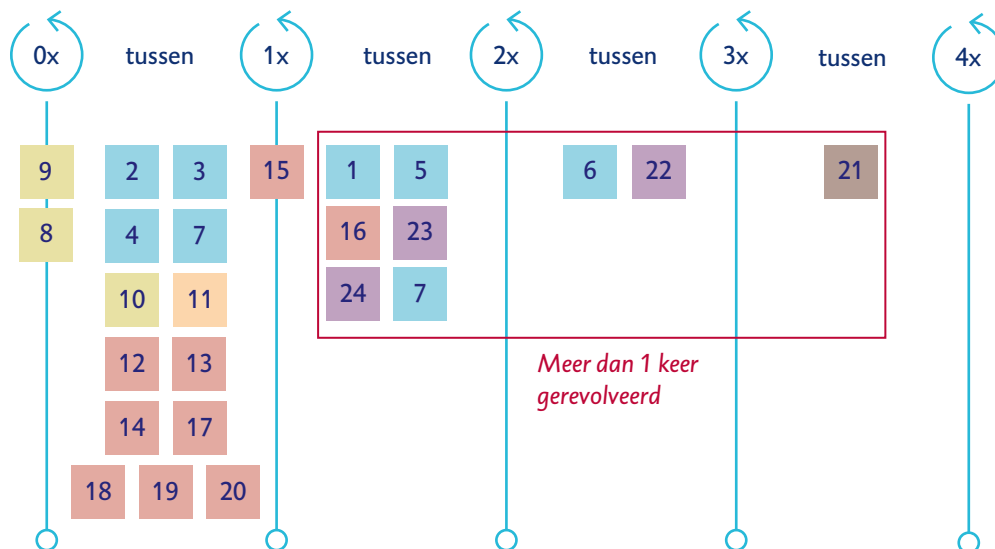 0x tussen 1x tussen 2x tussen 3x tussen 4x
9 2 3 15 1 5 6 22 21
8 4 7 16 23
10 11 24 7
12 13
Meer dan 1 keer
gerevolveerd
14 17
18 19 20